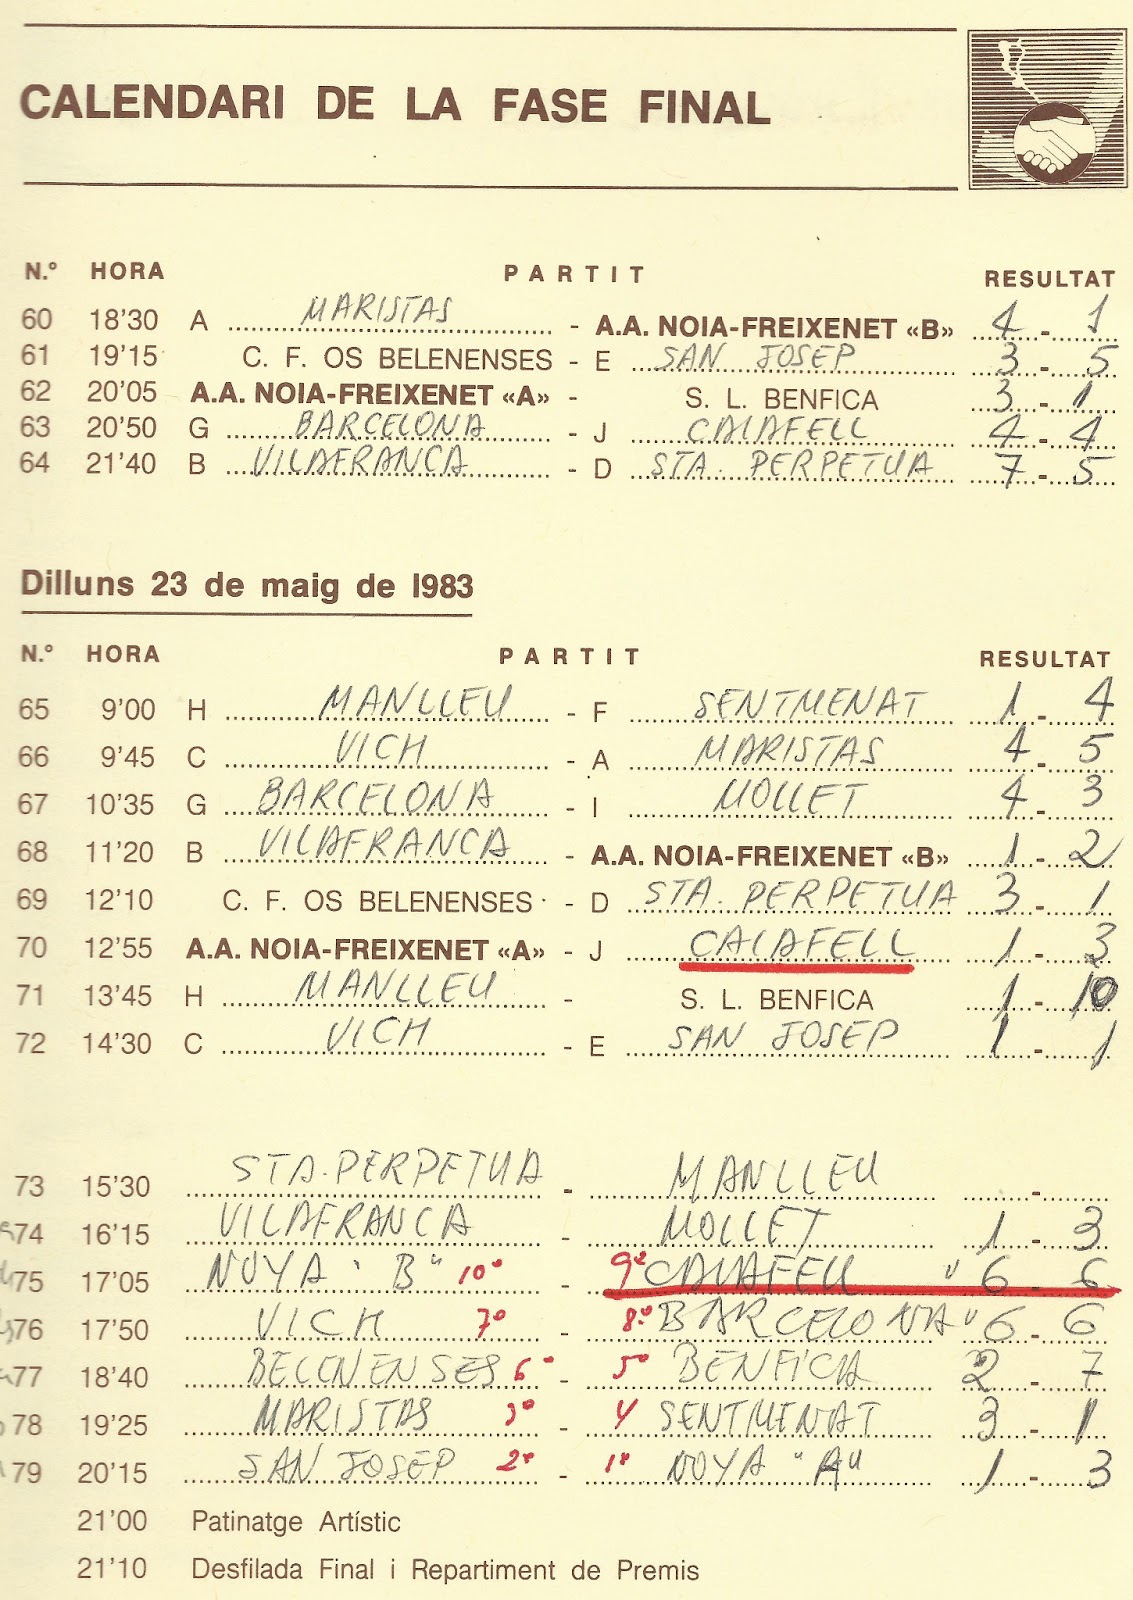 CALENDARI DE LA FASE FINAL
N.º HORA PARTIT RESULTAT
60 18'30 A MARISTAS - A.A. NOIA-FREIXENET «B» 4 - 1
61 19'15 C. F. OS BELENENSES - E SAN JOSEP 3 - 5
62 20'05 A.A. NOIA-FREIXENET «A» - S. L. BENFICA 3 - 1
63 20'50 G BARCELONA - J CALAFELL 4 - 4
64 21'40 B VILAFRANCA - D STA. PERPETUA 7 - 5
Dilluns 23 de maig de 1983
N.º HORA PARTIT RESULTAT
65 9'00 H MANLLEU - F SENTMENAT 1 - 4
66 9'45 C VICH - A MARISTAS 4 - 5
67 10'35 G BARCELONA - I MOLLET 4 - 3
68 11'20 B VILAFRANCA - A.A. NOIA-FREIXENET «B» 1 - 2
69 12'10 C. F. OS BELENENSES - D STA. PERPETUA 3 - 1
70 12'55 A.A. NOIA-FREIXENET «A» - J CALAFELL 1 - 3
71 13'45 H MANLLEU - S. L. BENFICA 1 - 10
72 14'30 C VICH - E SAN JOSEP 1 - 1
73 15'30 STA. PERPETUA - MANLLEU -
74 16'15 VILAFRANCA - MOLLET 1 - 3
75 17'05 NOYA "B" 10º - 9º CALAFELL " 6 - 6
76 17'50 VICH 7º - 8º BARCELONA " 6 - 6
77 18'40 BELENENSES 6º - 5º BENFICA 2 - 7
78 19'25 MARISTAS 3º - 4 SENTMENAT 3 - 1
79 20'15 SAN JOSEP 2º - 1º NOYA "A" 1 - 3
21'00 Patinatge Artístic
21'10 Desfilada Final i Repartiment de Premis